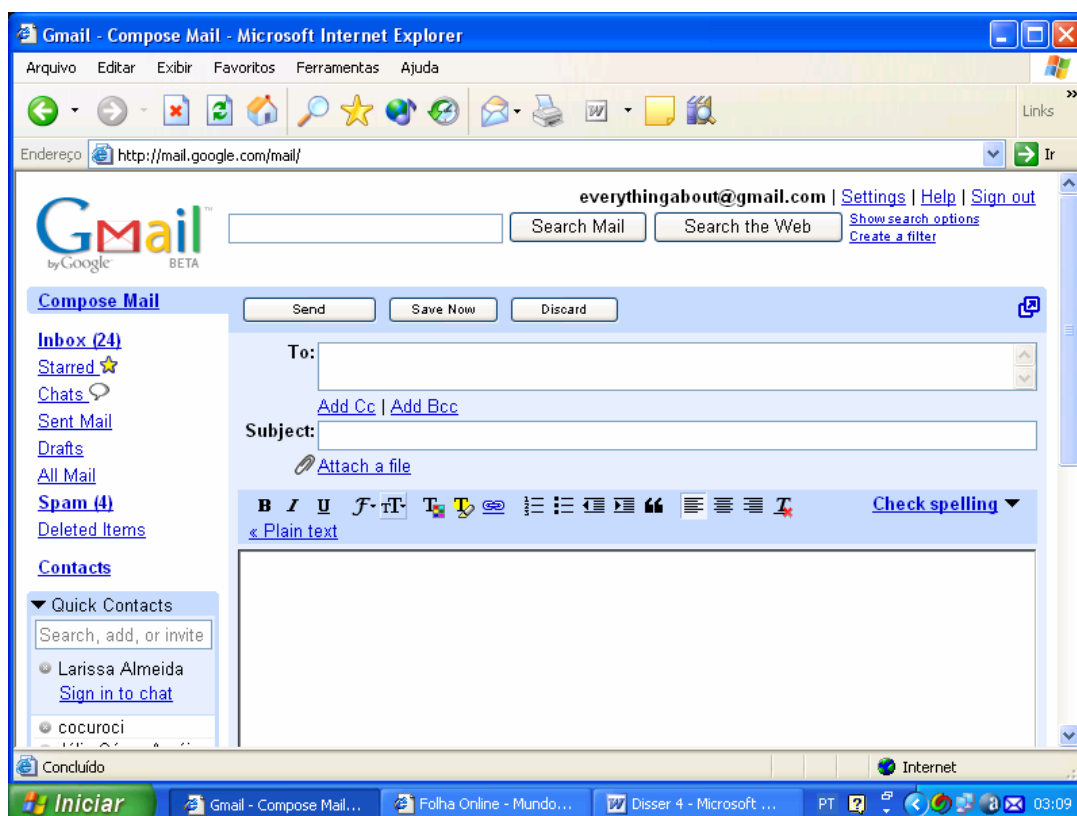 Gmail - Compose Mail - Microsoft Internet Explorer
Arquivo Editar Exibir Favoritos Ferramentas Ajuda
Links
Endereço http://mail.google.com/mail/ Ir
everythingabout@gmail.com | Settings | Help | Sign out
Gmail™ Search Mail Search the Web Show search options
Create a filter
by Google BETA
Compose Mail Send Save Now Discard
Inbox (24) To:
Starred
Chats Add Cc | Add Bcc
Sent Mail Subject:
Drafts
All Mail Attach a file
Spam (4) B I U Check spelling
Deleted Items « Plain text
Contacts
Quick Contacts
Search, add, or invite
Larissa Almeida
Sign in to chat
cocuroci
Concluído Internet
Iniciar Gmail - Compose Mail... Folha Online - Mundo... Disser 4 - Microsoft ... PT 03:09